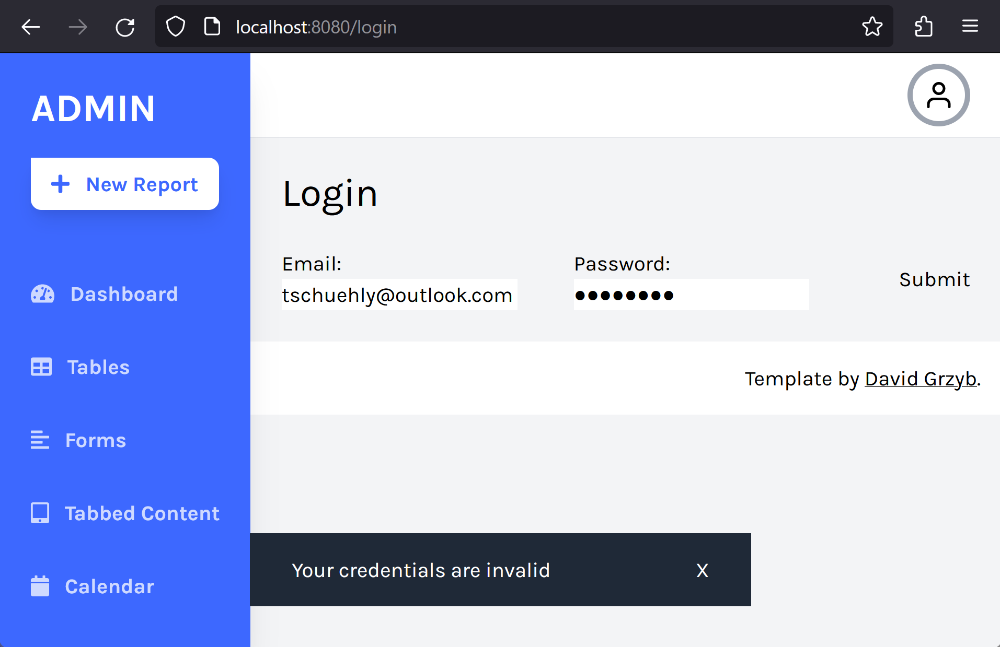 localhost:8080/login
ADMIN
New Report
Dashboard
Tables
Forms
Tabbed Content
Calendar
Login
Email:
tschuehly@outlook.com
Password:
••••••••
Submit
Template by David Grzyb.
Your credentials are invalid X